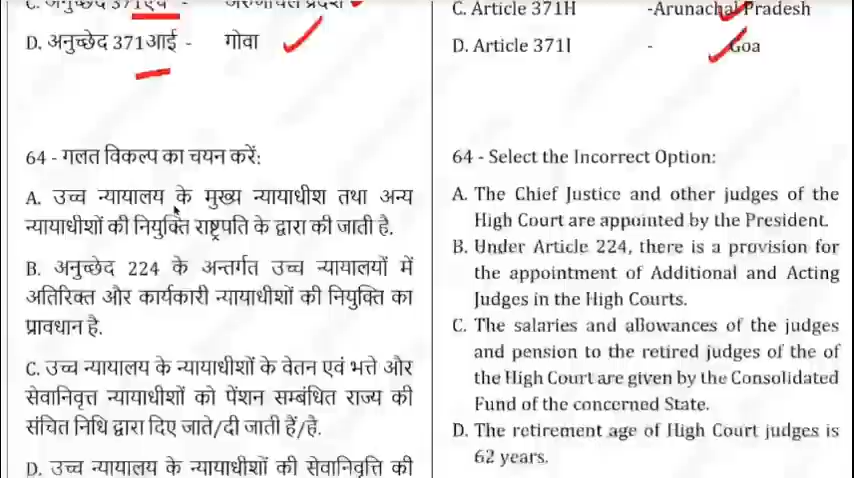 C. अनुच्छेद 371एच - अरुणाचल प्रदेश
D. अनुच्छेद 371आई - गोवा
64 - गलत विकल्प का चयन करें:
A. उच्च न्यायालय के मुख्य न्यायाधीश तथा अन्य
न्यायाधीशों की नियुक्ति राष्ट्रपति के द्वारा की जाती है.
B. अनुच्छेद 224 के अन्तर्गत उच्च न्यायालयों में
अतिरिक्त और कार्यकारी न्यायाधीशों की नियुक्ति का
प्रावधान है.
C. उच्च न्यायालय के न्यायाधीशों के वेतन एवं भत्ते और
सेवानिवृत्त न्यायाधीशों को पेंशन सम्बंधित राज्य की
संचित निधि द्वारा दिए जाते/दी जाती हैं/है.
D. उच्च न्यायालय के न्यायाधीशों की सेवानिवृत्ति की
C. Article 371H -Arunachal Pradesh
D. Article 371I - Goa
64 - Select the Incorrect Option:
A. The Chief Justice and other judges of the
High Court are appointed by the President.
B. Under Article 224, there is a provision for
the appointment of Additional and Acting
Judges in the High Courts.
C. The salaries and allowances of the judges
and pension to the retired judges of the of
the High Court are given by the Consolidated
Fund of the concerned State.
D. The retirement age of High Court judges is
62 years.